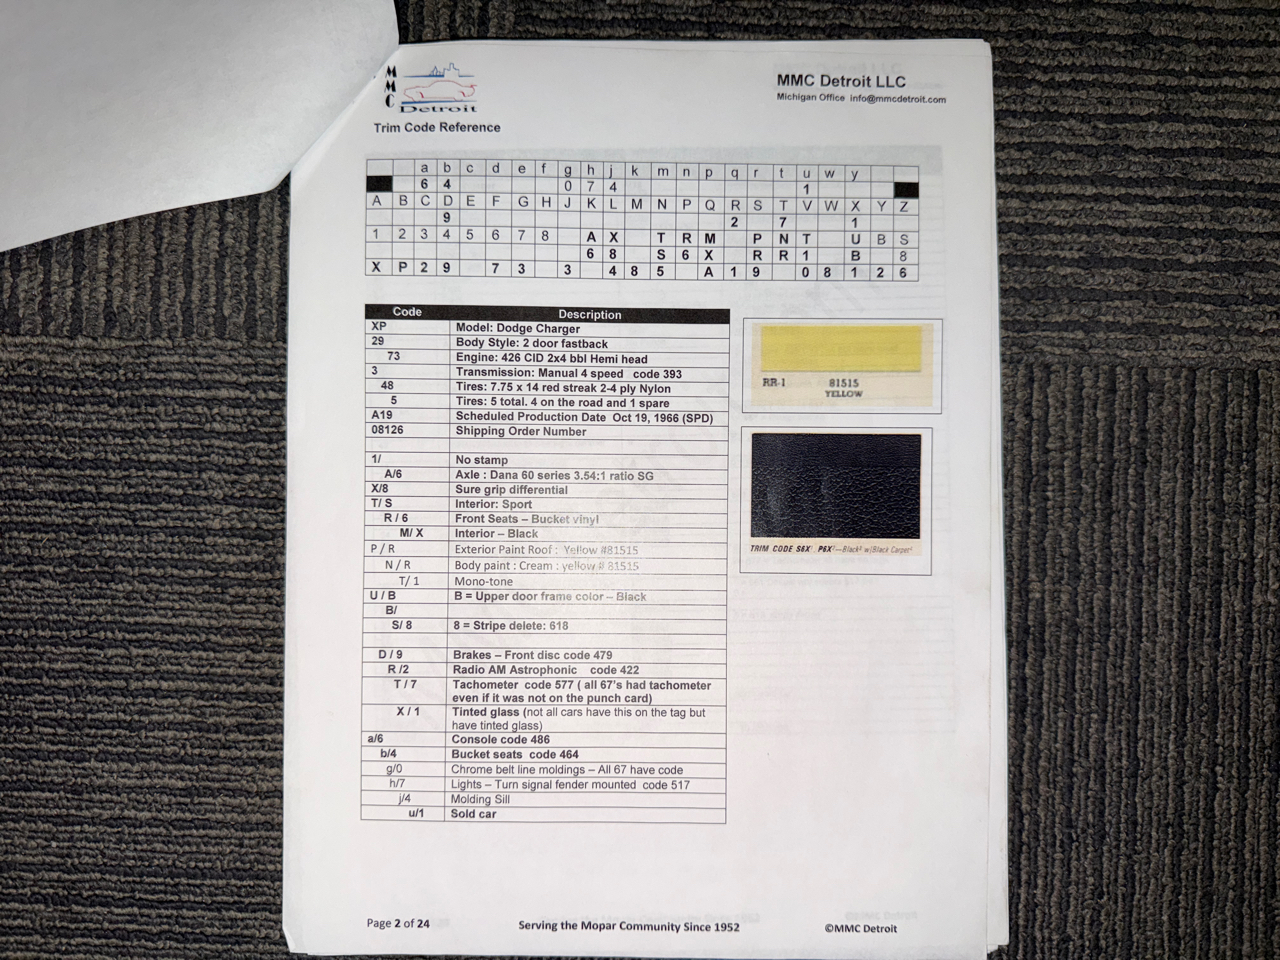 MMC
Detroit
MMC Detroit LLC
Michigan Office info@mmcdetroit.com
Trim Code Reference
a b c d e f g h j k m n p q r t u w y
6 4 0 7 4 1
A B C D E F G H J K L M N P Q R S T V W X Y Z
9 2 7 1
1 2 3 4 5 6 7 8 A X T R M P N T U B S
6 8 S 6 X R R 1 B 8
X P 2 9 7 3 3 4 8 5 A 1 9 0 8 1 2 6
Code Description
XP Model: Dodge Charger
29 Body Style: 2 door fastback
73 Engine: 426 CID 2x4 bbl Hemi head
3 Transmission: Manual 4 speed code 393
48 Tires: 7.75 x 14 red streak 2-4 ply Nylon
5 Tires: 5 total. 4 on the road and 1 spare
A19 Scheduled Production Date Oct 19, 1966 (SPD)
08126 Shipping Order Number
1/ No stamp
A/6 Axle : Dana 60 series 3.54:1 ratio SG
X/8 Sure grip differential
T/ S Interior: Sport
R / 6 Front Seats – Bucket vinyl
M/ X Interior – Black
P / R Exterior Paint Roof : Yellow #81515
N / R Body paint : Cream : yellow # 81515
T/ 1 Mono-tone
U / B B = Upper door frame color – Black
B/
S/ 8 8 = Stripe delete: 618
D / 9 Brakes – Front disc code 479
R /2 Radio AM Astrophonic code 422
T / 7 Tachometer code 577 ( all 67's had tachometer
even if it was not on the punch card)
X / 1 Tinted glass (not all cars have this on the tag but
have tinted glass)
a/6 Console code 486
b/4 Bucket seats code 464
g/0 Chrome belt line moldings – All 67 have code
h/7 Lights – Turn signal fender mounted code 517
j/4 Molding Sill
u/1 Sold car
RR-1 81515
YELLOW
TRIM CODE S6X¹ P6X¹—Black² w/Black Carpet²
Page 2 of 24
Serving the Mopar Community Since 1952
©MMC Detroit